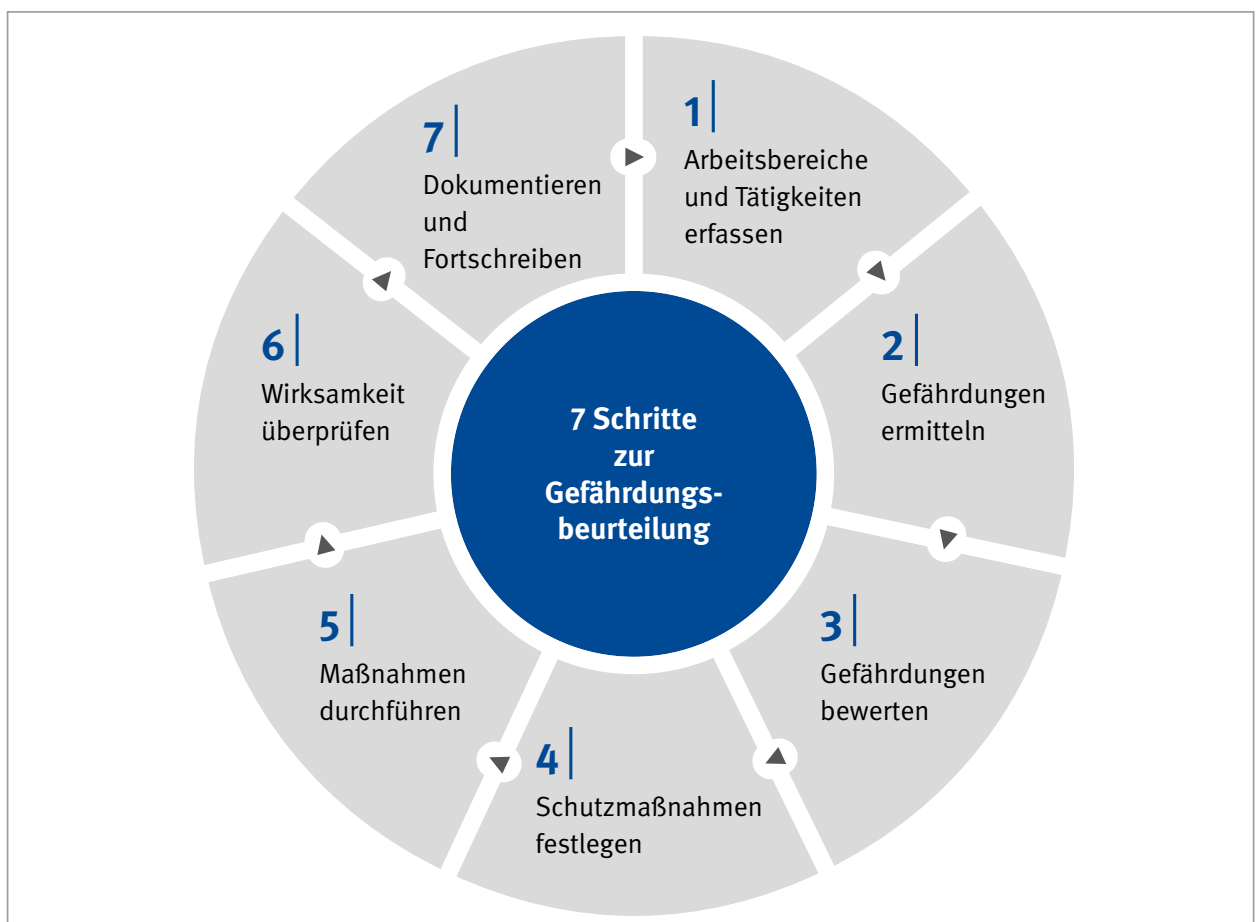 7 Schritte
zur
Gefährdungs-
beurteilung
1
Arbeitsbereiche
und Tätigkeiten
erfassen
2
Gefährdungen
ermitteln
3
Gefährdungen
bewerten
4
Schutzmaßnahmen
festlegen
5
Maßnahmen
durchführen
6
Wirksamkeit
überprüfen
7
Dokumentieren
und
Fortschreiben